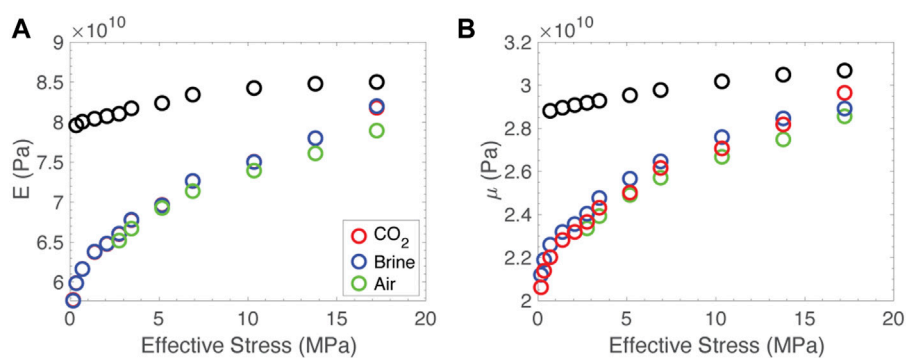 A
×10¹⁰
9
8.5
8
7.5
7
6.5
6
E (Pa)
0
5
10
15
20
Effective Stress (MPa)
CO₂
Brine
Air
B
×10¹⁰
3.2
3
2.8
2.6
2.4
2.2
2
μ (Pa)
0
5
10
15
20
Effective Stress (MPa)